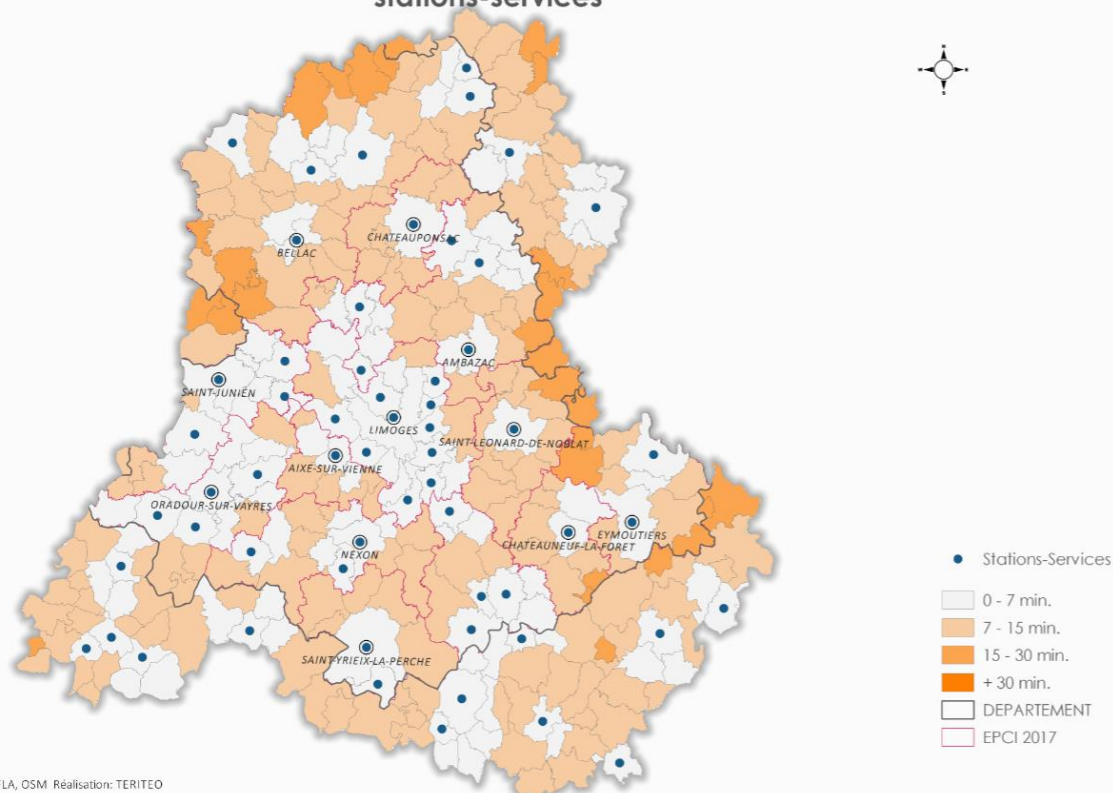 stations-services
CHATEAUPONSAC
BELLAC
AMBAZAC
SAINT-JUNIEN
LIMOGES
SAINT-LEONARD-DE-NOBLAT
AIXE-SUR-VIENNE
ORADOUR-SUR-VAYRES
EYMOUTIERS
CHATEAUNEUF-LA-FORET
NEXON
SAINT-YRIEIX-LA-PERCHE
Stations-Services
0 - 7 min.
7 - 15 min.
15 - 30 min.
+ 30 min.
DEPARTEMENT
EPCI 2017
OSM Réalisation: TERITEO